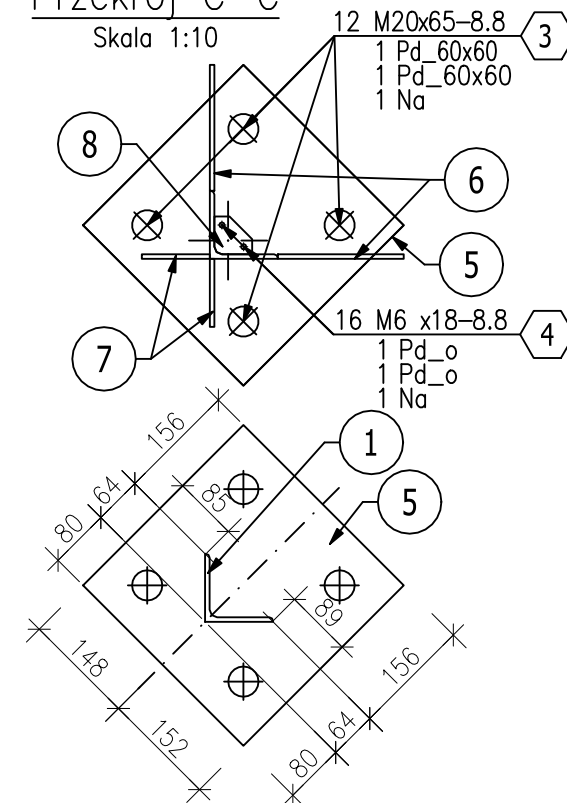 Przekrój C-C
Skala 1:10
12 M20x65-8.8
1 Pd_60x60
1 Pd_60x60
1 Na
3
8
6
5
7
16 M6 x18-8.8
1 Pd_o
1 Pd_o
1 Na
4
156
64
80
85
1
5
89
148
152
156
64
80